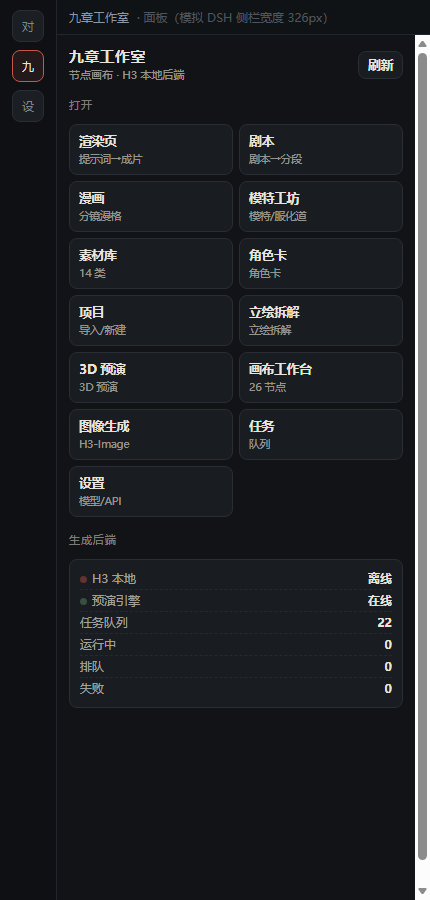 对
九
设
九章工作室 · 面板（模拟 DSH 侧栏宽度 326px）
九章工作室
节点画布 · H3 本地后端
刷新
打开
渲染页
提示词→成片
剧本
剧本→分段
漫画
分镜漫格
模特工坊
模特/服化道
素材库
14 类
角色卡
角色卡
项目
导入/新建
立绘拆解
立绘拆解
3D 预演
3D 预演
画布工作台
26 节点
图像生成
H3-Image
任务
队列
设置
模型/API
生成后端
H3 本地 离线
预演引擎 在线
任务队列 22
运行中 0
排队 0
失败 0